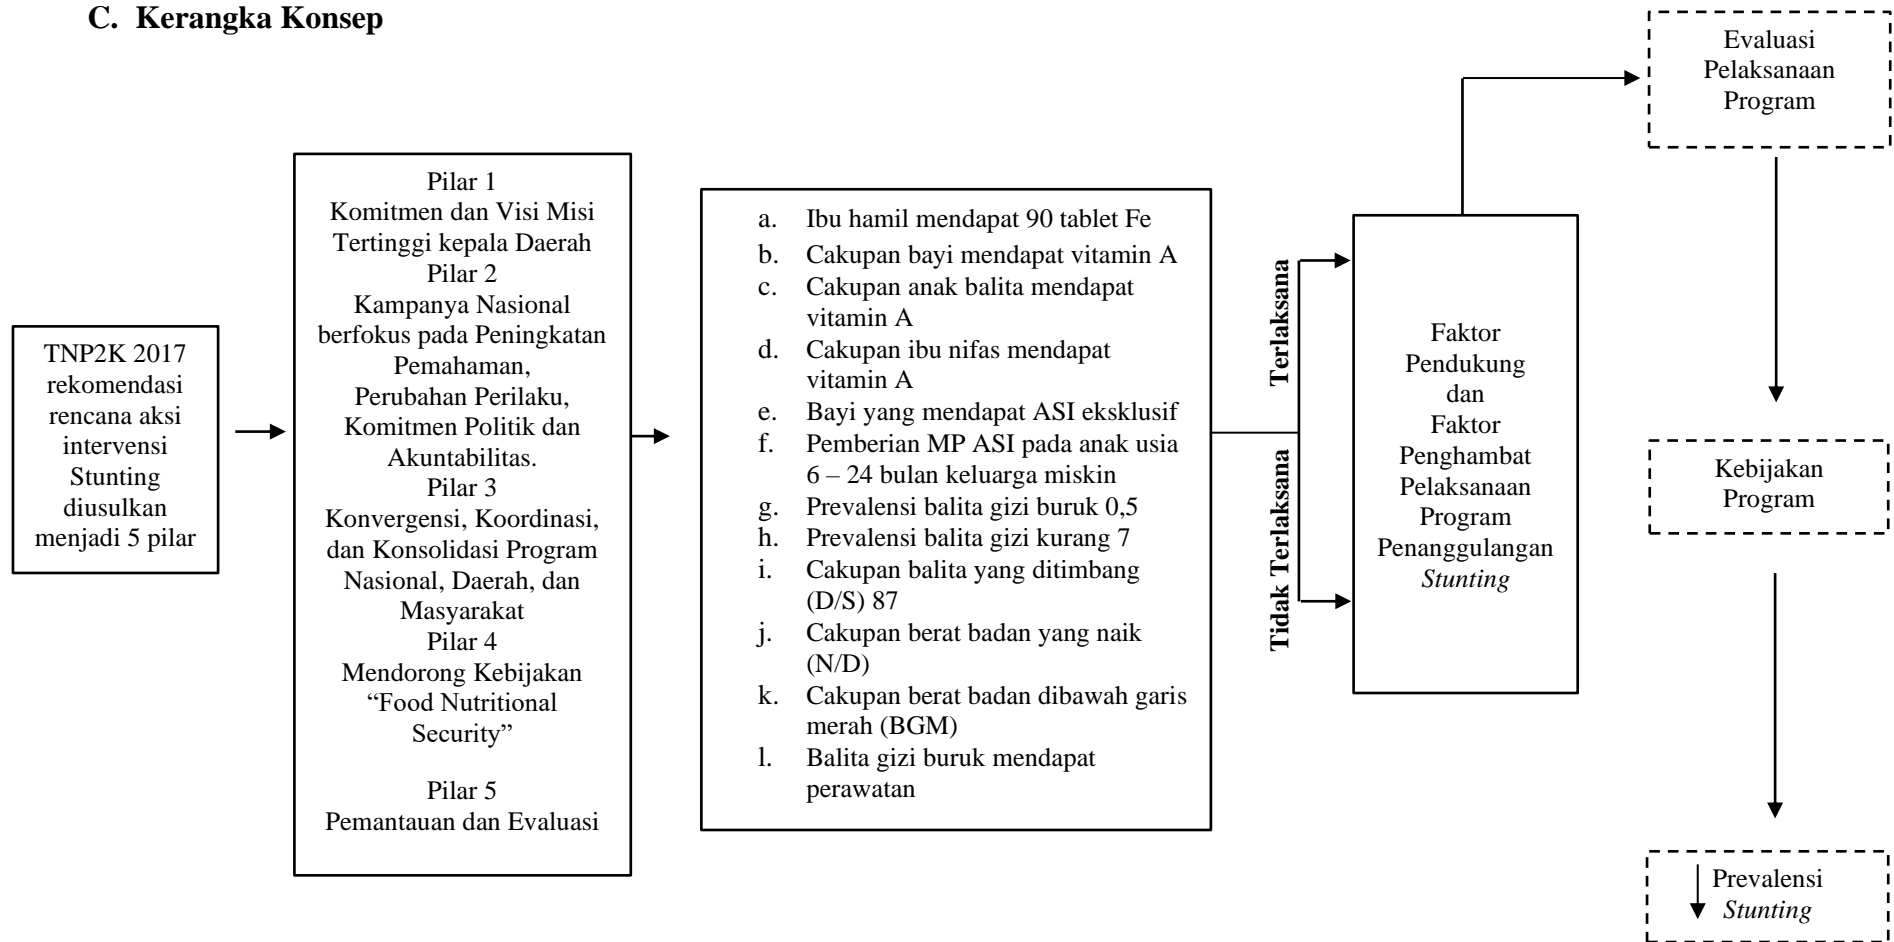 C. Kerangka Konsep
TNP2K 2017
rekomendasi
rencana aksi
intervensi
Stunting
diusulkan
menjadi 5 pilar
Pilar 1
Komitmen dan Visi Misi
Tertinggi kepala Daerah
Pilar 2
Kampanya Nasional
berfokus pada Peningkatan
Pemahaman,
Perubahan Perilaku,
Komitmen Politik dan
Akuntabilitas.
Pilar 3
Konvergensi, Koordinasi,
dan Konsolidasi Program
Nasional, Daerah, dan
Masyarakat
Pilar 4
Mendorong Kebijakan
“Food Nutritional
Security”
Pilar 5
Pemantauan dan Evaluasi
a. Ibu hamil mendapat 90 tablet Fe
b. Cakupan bayi mendapat vitamin A
c. Cakupan anak balita mendapat
vitamin A
d. Cakupan ibu nifas mendapat
vitamin A
e. Bayi yang mendapat ASI eksklusif
f. Pemberian MP ASI pada anak usia
6 – 24 bulan keluarga miskin
g. Prevalensi balita gizi buruk 0,5
h. Prevalensi balita gizi kurang 7
i. Cakupan balita yang ditimbang
(D/S) 87
j. Cakupan berat badan yang naik
(N/D)
k. Cakupan berat badan dibawah garis
merah (BGM)
l. Balita gizi buruk mendapat
perawatan
Terlaksana
Tidak Terlaksana
Faktor
Pendukung
dan
Faktor
Penghambat
Pelaksanaan
Program
Penanggulangan
Stunting
Evaluasi
Pelaksanaan
Program
Kebijakan
Program
Prevalensi
Stunting